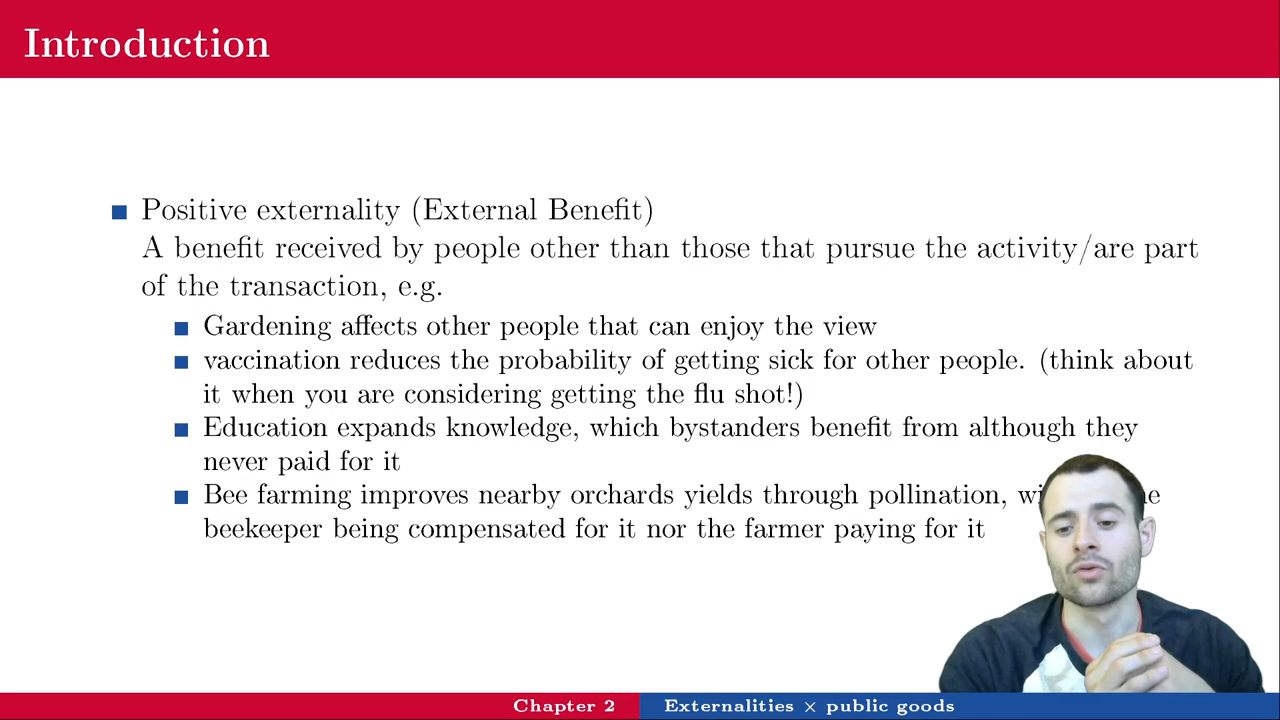 Introduction
Positive externality (External Benefit)
A benefit received by people other than those that pursue the activity/are part
of the transaction, e.g.
Gardening affects other people that can enjoy the view
vaccination reduces the probability of getting sick for other people. (think about
it when you are considering getting the flu shot!)
Education expands knowledge, which bystanders benefit from although they
never paid for it
Bee farming improves nearby orchards yields through pollination,
beekeeper being compensated for it nor the farmer paying for it
Chapter 2
Externalities × public goods